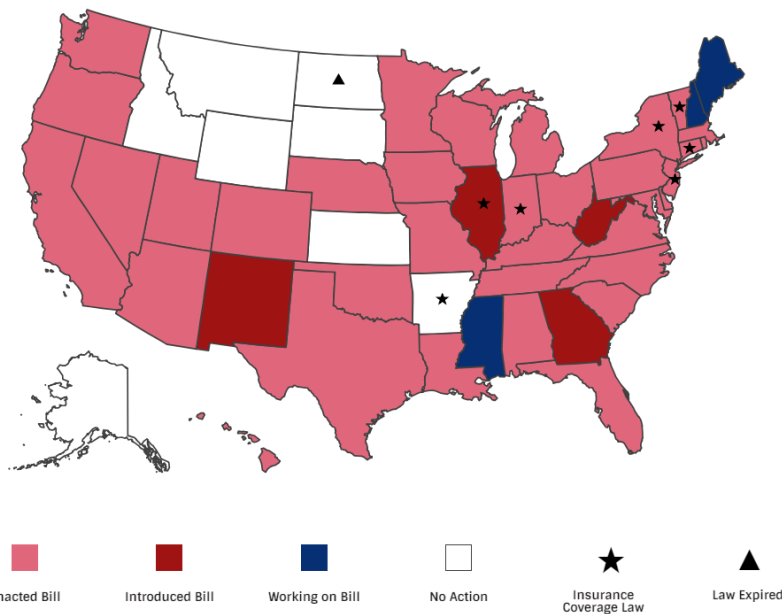 nacted Bill
Introduced Bill
Working on Bill
No Action
Insurance
Coverage Law
Law Expired